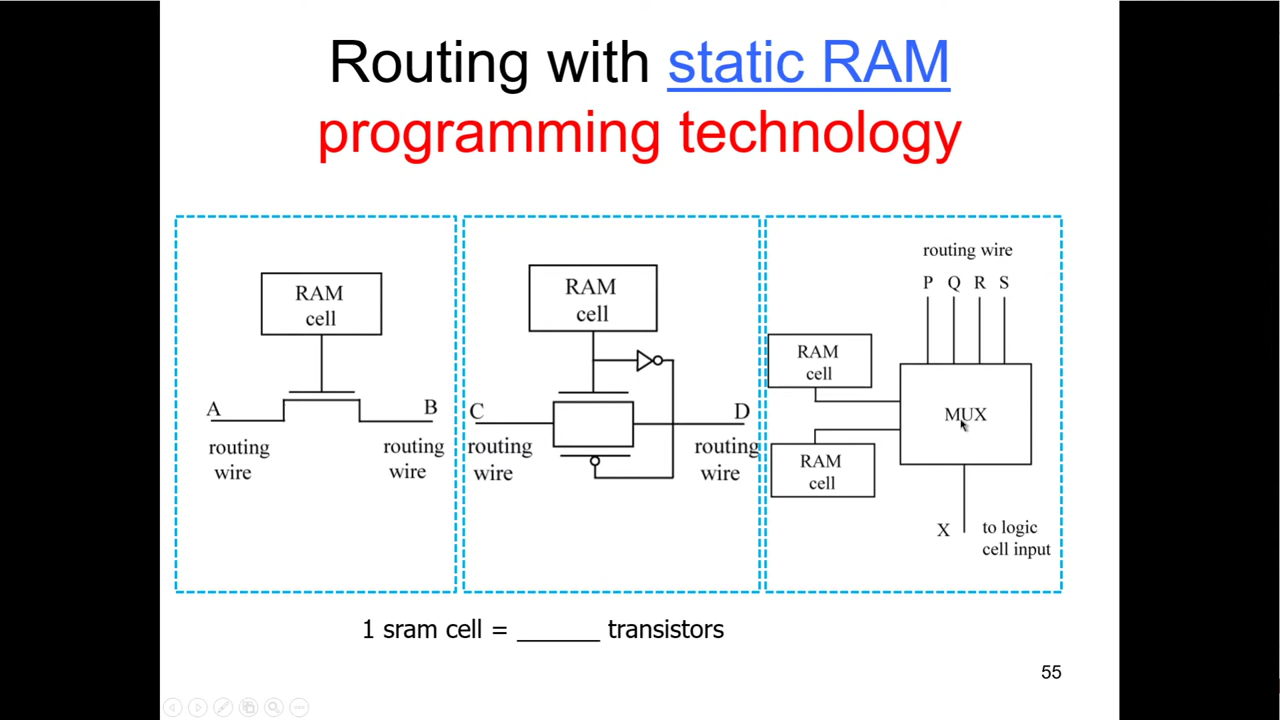 Routing with static RAM
programming technology
RAM
cell
A
B
routing
wire
routing
wire
RAM
cell
C
D
routing
wire
routing
wire
routing wire
P Q R S
RAM
cell
MUX
RAM
cell
X
to logic
cell input
1 sram cell = ______ transistors
55